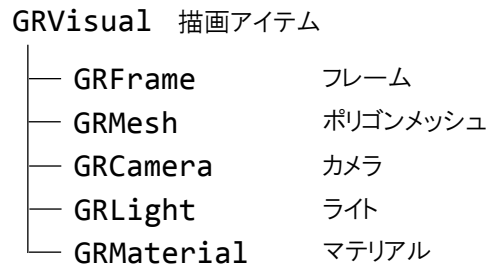 GRVisual 描画アイテム
GRFrame フレーム
GRMesh ポリゴンメッシュ
GRCamera カメラ
GRLight ライト
GRMaterial マテリアル